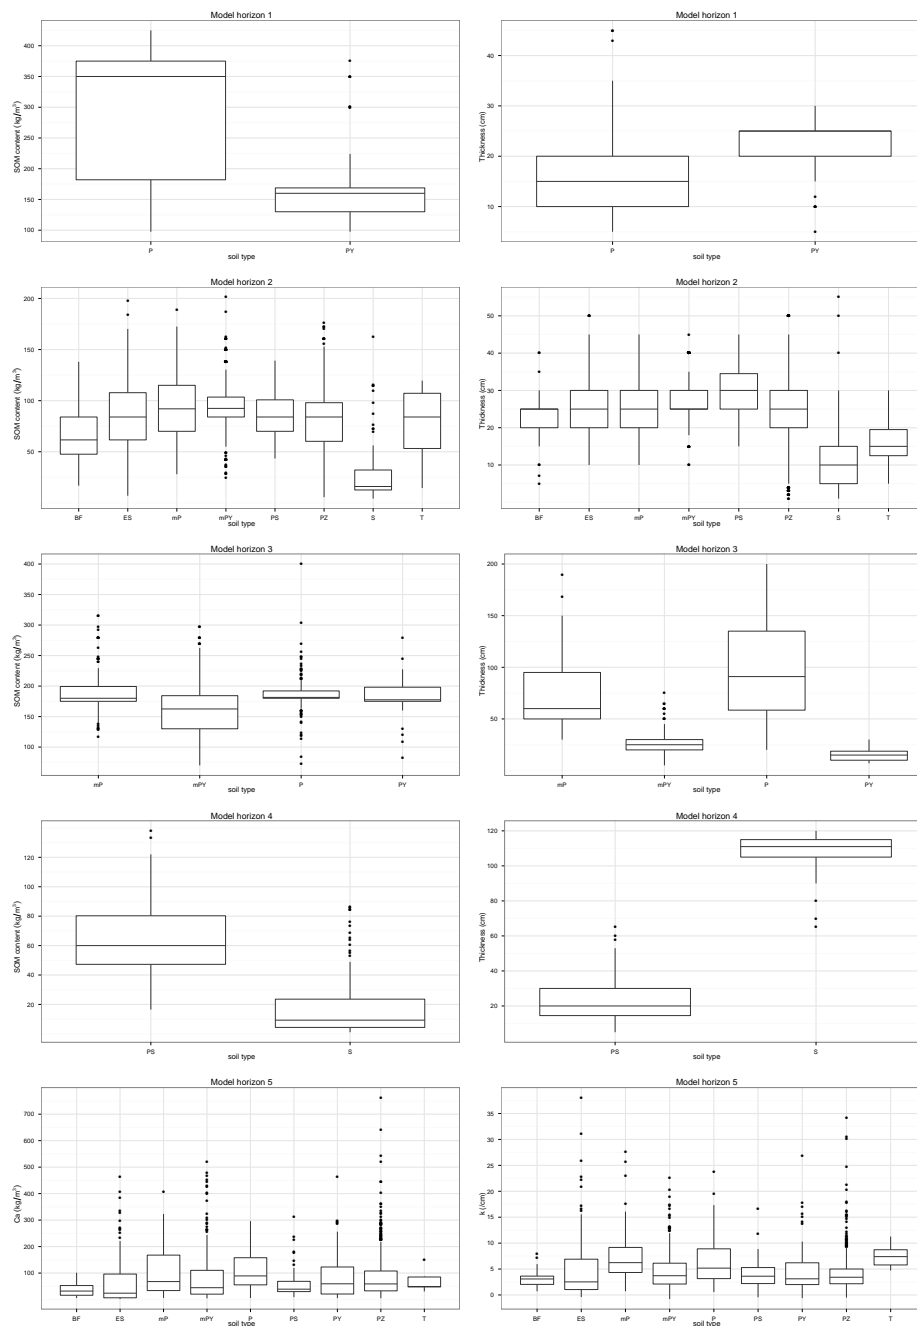 Model horizon 1
SOM content (kg/m³)
400
350
300
250
200
150
100
P
PY
soil type
Model horizon 1
Thickness (cm)
40
30
20
10
P
PY
soil type
Model horizon 2
SOM content (kg/m³)
200
150
100
50
BF
ES
mP
mPY
PS
PZ
S
T
soil type
Model horizon 2
Thickness (cm)
50
40
30
20
10
BF
ES
mP
mPY
PS
PZ
S
T
soil type
Model horizon 3
SOM content (kg/m³)
400
350
300
250
200
150
100
mP
mPY
P
PY
soil type
Model horizon 3
Thickness (cm)
200
150
100
50
mP
mPY
P
PY
soil type
Model horizon 4
SOM content (kg/m³)
120
100
80
60
40
20
PS
S
soil type
Model horizon 4
Thickness (cm)
120
100
80
60
40
20
PS
S
soil type
Model horizon 5
Ca (kg/m³)
700
600
500
400
300
200
100
BF
ES
mP
mPY
P
PS
PY
PZ
T
soil type
Model horizon 5
k (/cm)
35
30
25
20
15
10
5
0
BF
ES
mP
mPY
P
PS
PY
PZ
T
soil type